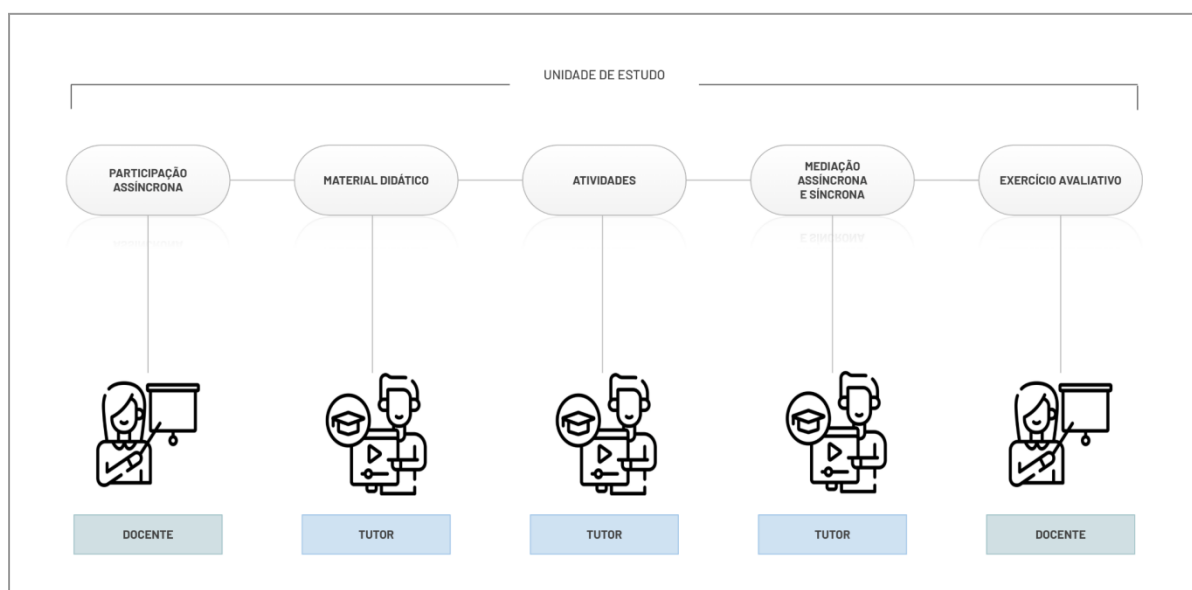 UNIDADE DE ESTUDO
PARTICIPAÇÃO
ASSÍNCRONA
MATERIAL DIDÁTICO
ATIVIDADES
MEDIAÇÃO
ASSÍNCRONA
E SÍNCRONA
EXERCÍCIO AVALIATIVO
DOCENTE
TUTOR
TUTOR
TUTOR
DOCENTE